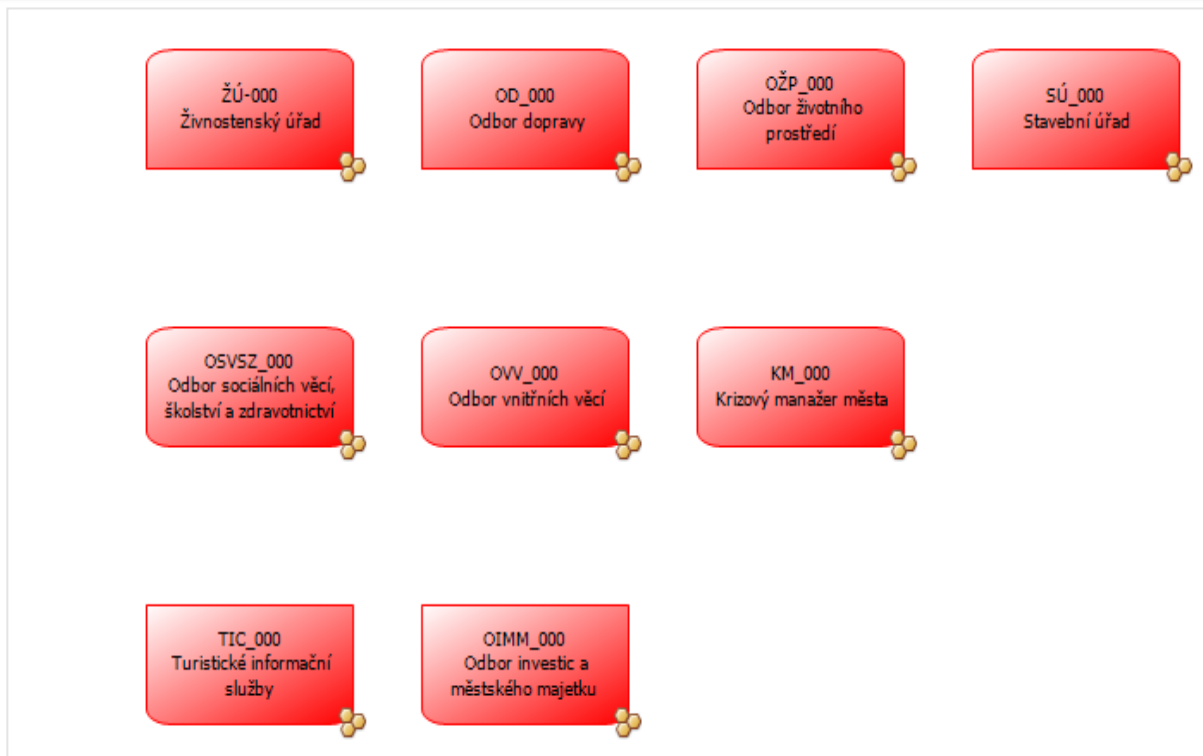 ŽÚ-000
Živnostenský úřad
OD_000
Odbor dopravy
OŽP_000
Odbor životního
prostředí
SÚ_000
Stavební úřad
OSVSZ_000
Odbor sociálních věcí,
školství a zdravotnictví
OVV_000
Odbor vnitřních věcí
KM_000
Krizový manažer města
TIC_000
Turistické informační
služby
OIMM_000
Odbor investic a
městského majetku